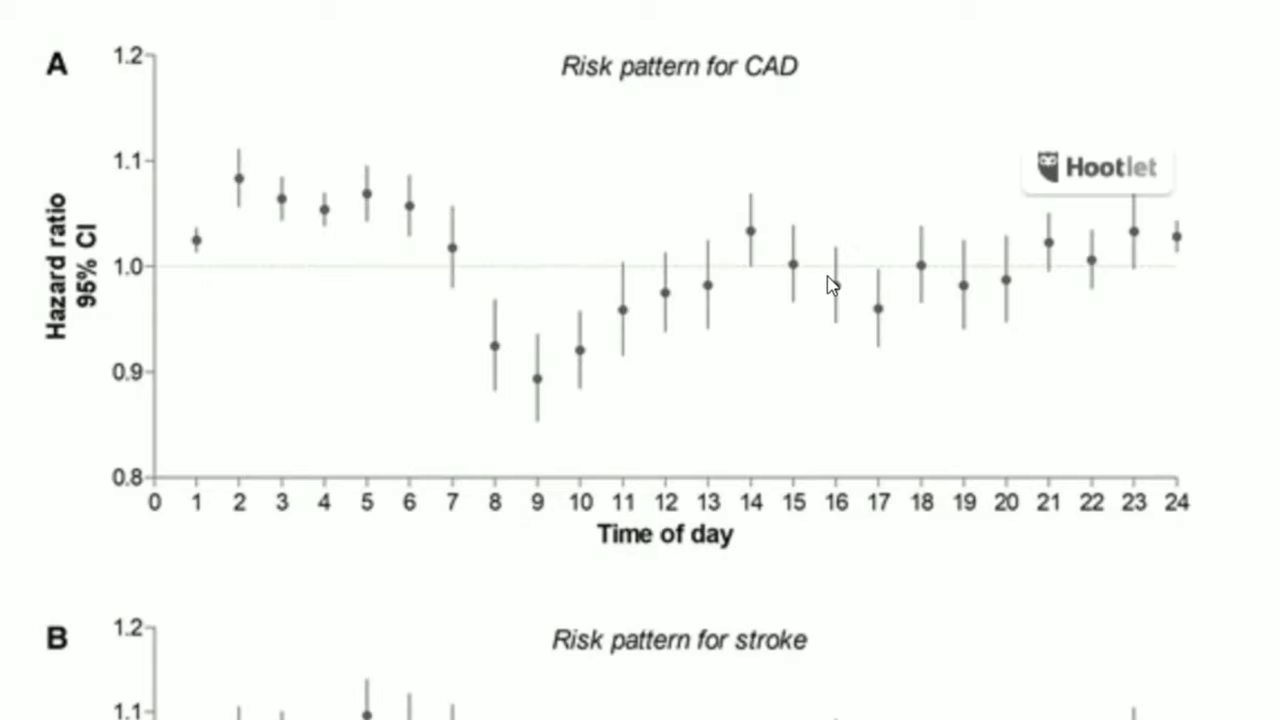 A
Risk pattern for CAD
1.2
1.1
1.0
0.9
0.8
Hazard ratio
95% CI
Hootlet
0 1 2 3 4 5 6 7 8 9 10 11 12 13 14 15 16 17 18 19 20 21 22 23 24
Time of day
B
Risk pattern for stroke
1.2
1.1